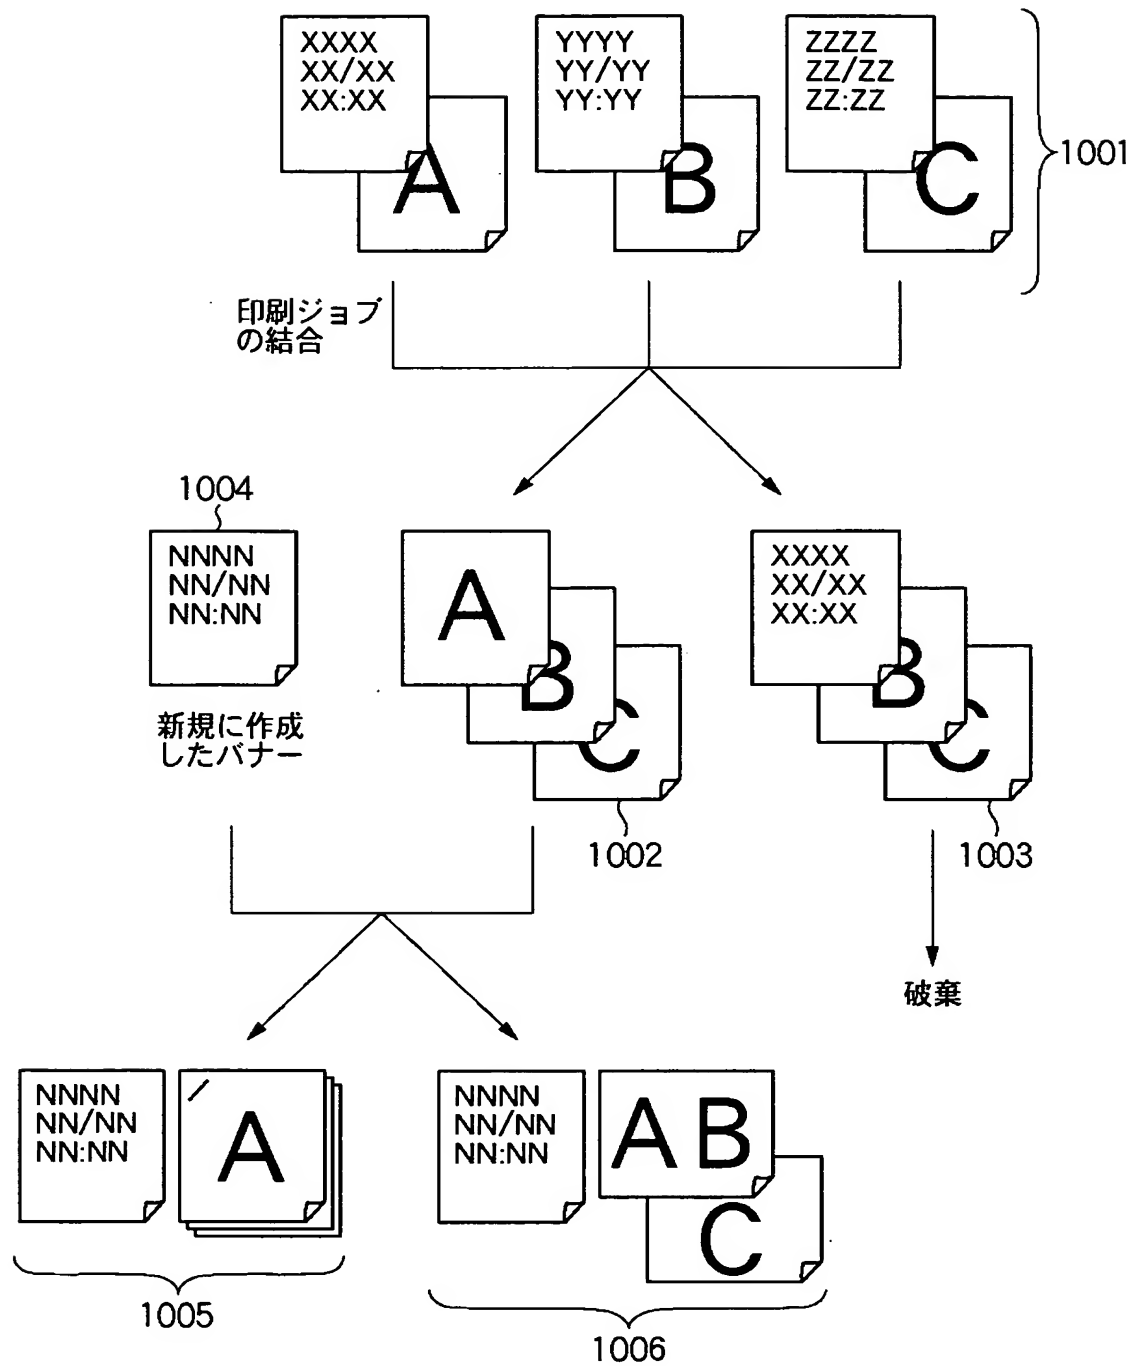 XXXX
XX/XX
XX:XX
A
YYYY
YY/YY
YY:YY
B
ZZZZ
ZZ/ZZ
ZZ:ZZ
C
1001
印刷ジョブ
の結合
1004
NNNN
NN/NN
NN:NN
新規に作成
したバナー
A
B
C
1002
XXXX
XX/XX
XX:XX
B
C
1003
破棄
NNNN
NN/NN
NN:NN
A
1005
NNNN
NN/NN
NN:NN
A B
C
1006